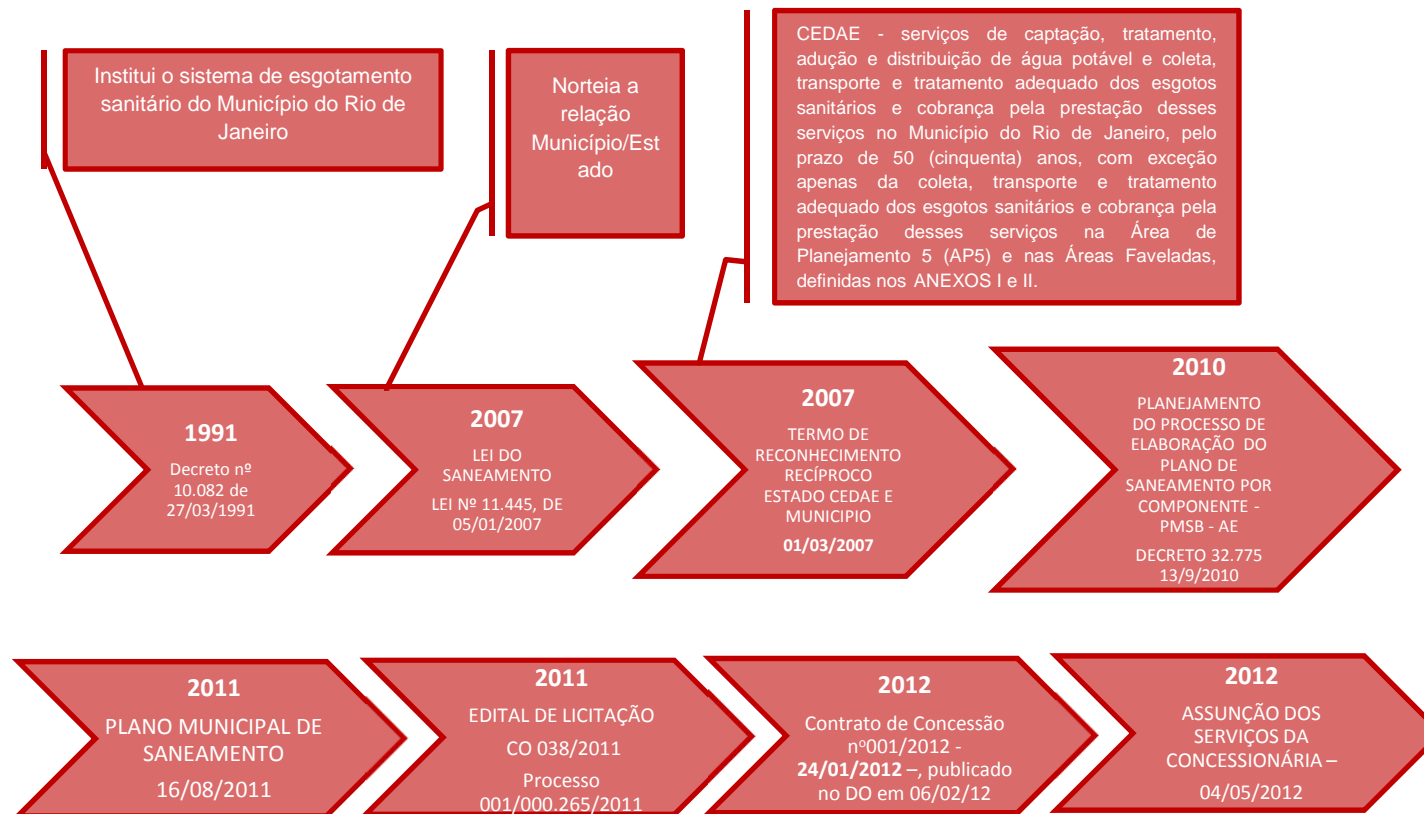 Institui o sistema de esgotamento
sanitário do Município do Rio de
Janeiro
Norteia a
relação
Município/Est
ado
CEDAE - serviços de captação, tratamento,
adução e distribuição de água potável e coleta,
transporte e tratamento adequado dos esgotos
sanitários e cobrança pela prestação desses
serviços no Município do Rio de Janeiro, pelo
prazo de 50 (cinquenta) anos, com exceção
apenas da coleta, transporte e tratamento
adequado dos esgotos sanitários e cobrança pela
prestação desses serviços na Área de
Planejamento 5 (AP5) e nas Áreas Faveladas,
definidas nos ANEXOS I e II.
1991
Decreto nº
10.082 de
27/03/1991
2007
LEI DO
SANEAMENTO
LEI Nº 11.445, DE
05/01/2007
2007
TERMO DE
RECONHECIMENTO
RECÍPROCO
ESTADO CEDAE E
MUNICIPIO
01/03/2007
2010
PLANEJAMENTO
DO PROCESSO DE
ELABORAÇÃO DO
PLANO DE
SANEAMENTO POR
COMPONENTE -
PMSB - AE
DECRETO 32.775
13/9/2010
2011
PLANO MUNICIPAL DE
SANEAMENTO
16/08/2011
2011
EDITAL DE LICITAÇÃO
CO 038/2011
Processo
001/000.265/2011
2012
Contrato de Concessão
nº001/2012 -
24/01/2012 –, publicado
no DO em 06/02/12
2012
ASSUNÇÃO DOS
SERVIÇOS DA
CONCESSIONÁRIA –
04/05/2012